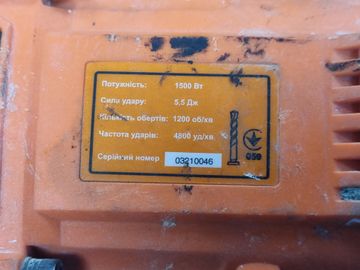 Потужність: 1500 Вт
Сила удару: 5,5 Дж
Кількість обертів: 1200 об/хв
Частота ударів: 4800 уд/хв
Серійний номер 03210046
059